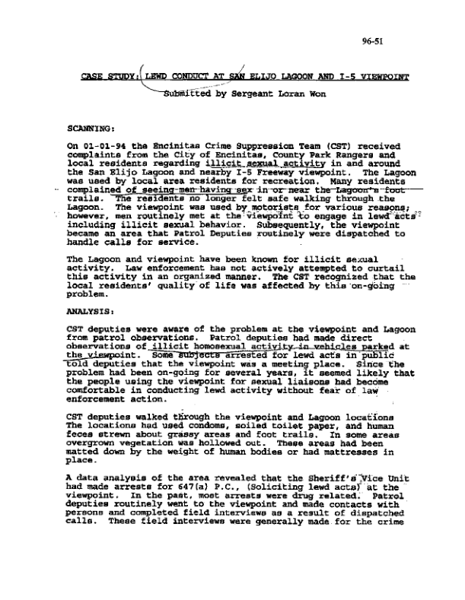 96-51
CASE STUDY: LEWD CONDUCT AT SAN ELIJO LAGOON AND I-5 VIEWPOINT
Submitted by Sergeant Loran Won
SCANNING:
On 01-01-94 the Encinitas Crime Suppression Team (CST) received
complaints from the City of Encinitas, County Park Rangers and
local residents regarding illicit sexual activity in and around
the San Elijo Lagoon and nearby I-5 Freeway viewpoint. The Lagoon
was used by local area residents for recreation. Many residents
complained of seeing men having sex in or near the Lagoon's foot
trails. The residents no longer felt safe walking through the
Lagoon. The viewpoint was used by motorists for various reasons;
however, men routinely met at the viewpoint to engage in lewd acts
including illicit sexual behavior. Subsequently, the viewpoint
became an area that Patrol Deputies routinely were dispatched to
handle calls for service.
The Lagoon and viewpoint have been known for illicit sexual
activity. Law enforcement has not actively attempted to curtail
this activity in an organized manner. The CST recognized that the
local residents' quality of life was affected by this on-going
problem.
ANALYSIS:
CST deputies were aware of the problem at the viewpoint and Lagoon
from patrol observations. Patrol deputies had made direct
observations of illicit homosexual activity in vehicles parked at
the viewpoint. Some subjects arrested for lewd acts in public
told deputies that the viewpoint was a meeting place. Since the
problem had been on-going for several years, it seemed likely that
the people using the viewpoint for sexual liaisons had become
comfortable in conducting lewd activity without fear of law
enforcement action.
CST deputies walked through the viewpoint and Lagoon locations
The locations had used condoms, soiled toilet paper, and human
feces strewn about grassy areas and foot trails. In some areas
overgrown vegetation was hollowed out. These areas had been
matted down by the weight of human bodies or had mattresses in
place.
A data analysis of the area revealed that the Sheriff's Vice Unit
had made arrests for 647(a) P.C., (Soliciting lewd acts) at the
viewpoint. In the past, most arrests were drug related. Patrol
deputies routinely went to the viewpoint and made contacts with
persons and completed field interviews as a result of dispatched
calls. These field interviews were generally made for the crime